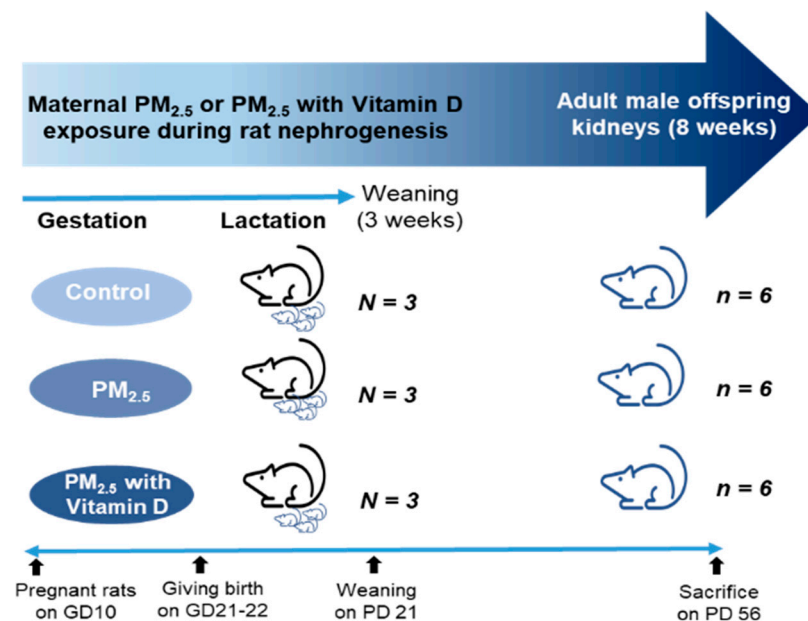 Maternal PM2.5 or PM2.5 with Vitamin D
exposure during rat nephrogenesis
Adult male offspring
kidneys (8 weeks)
Weaning
(3 weeks)
Gestation
Lactation
Control
N = 3
n = 6
PM2.5
N = 3
n = 6
PM2.5 with
Vitamin D
N = 3
n = 6
Pregnant rats
on GD10
Giving birth
on GD21-22
Weaning
on PD 21
Sacrifice
on PD 56